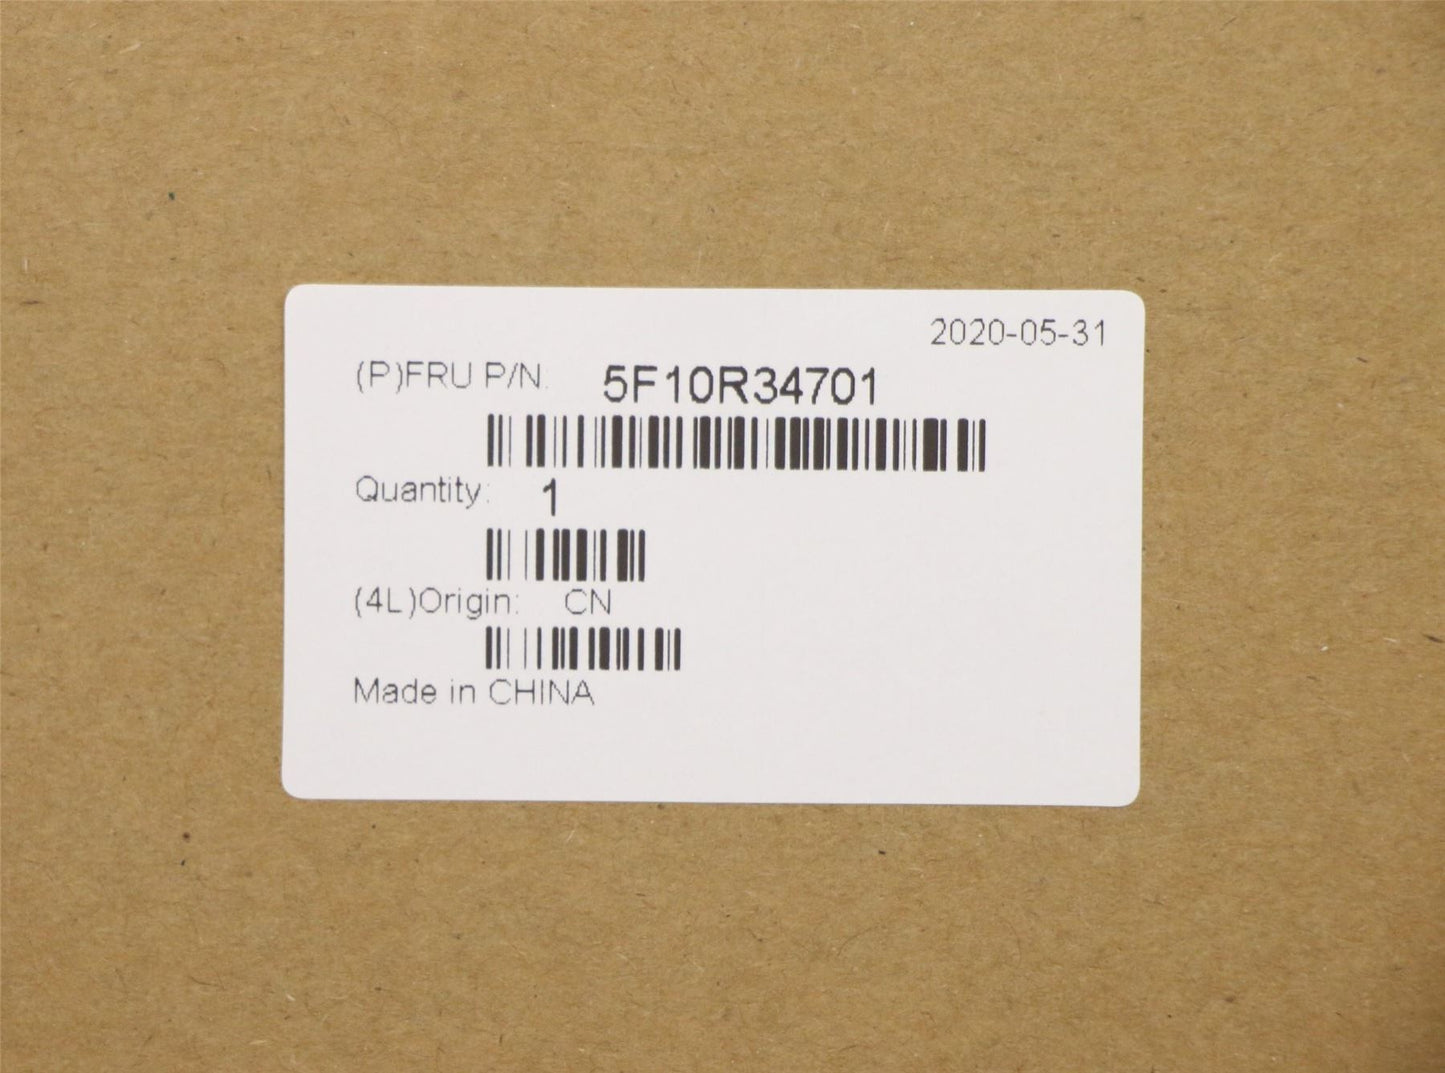 2020-05-31
(P)FRU P/N: 5F10R34701
Quantity: 1
(4L)Origin: CN
Made in CHINA